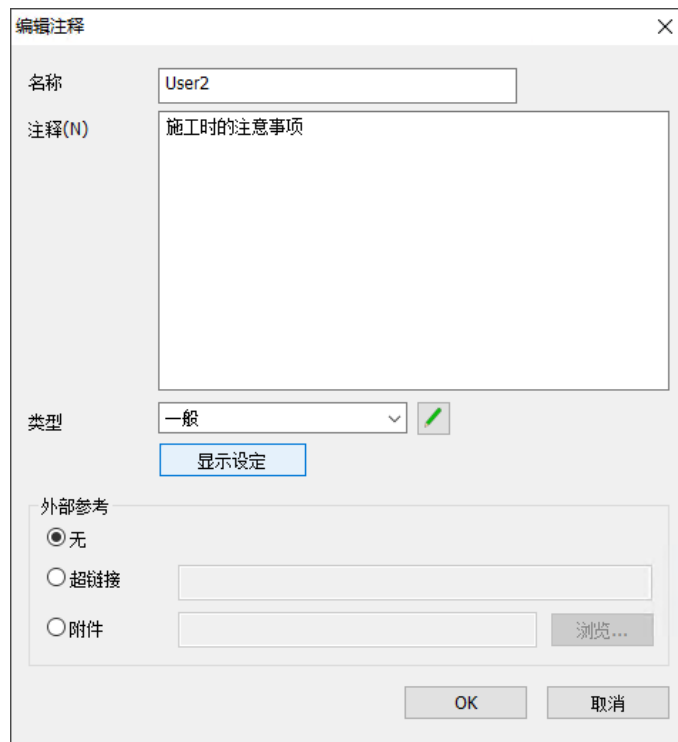 编辑注释
名称
User2
注释(N)
施工时的注意事项
类型
一般
显示设定
外部参考
无
超链接
附件
浏览...
OK
取消